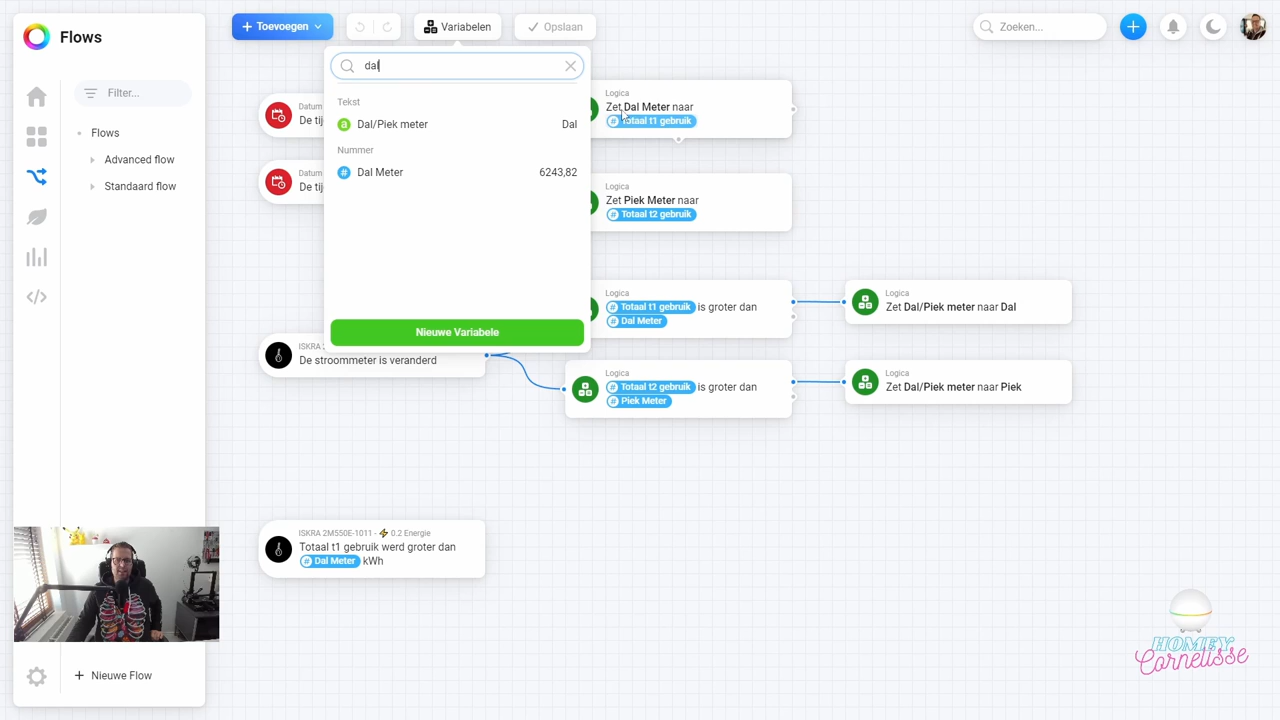 Flows
Toevoegen
Variabelen
Opslaan
Zoeken...
Filter...
Flows
Advanced flow
Standaard flow
Nieuwe Flow
dal
Tekst
Dal/Piek meter Dal
Nummer
Dal Meter 6243,82
Nieuwe Variabele
Datum
De tij
Datum
De tij
Logica
Zet Dal Meter naar
Totaal t1 gebruik
Logica
Zet Piek Meter naar
Totaal t2 gebruik
Logica
Totaal t1 gebruik is groter dan
Dal Meter
Logica
Zet Dal/Piek meter naar Dal
ISKRA
De stroommeter is veranderd
Logica
Totaal t2 gebruik is groter dan
Piek Meter
Logica
Zet Dal/Piek meter naar Piek
ISKRA 2M550E-1011 - ⚡ 0.2 Energie
Totaal t1 gebruik werd groter dan
Dal Meter kWh
HOMEY
Cornelisse